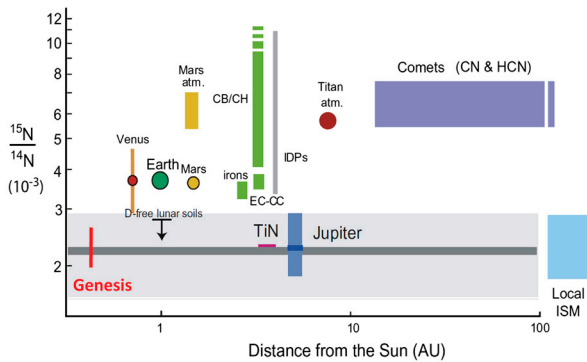 12
10
8
6
5
4
3
2
15N
14N
(10-3)
Mars
atm.
CB/CH
Titan
atm.
Comets (CN & HCN)
Venus
Earth
Mars
irons
IDPs
EC-CC
D-free lunar soils
TiN
Jupiter
Genesis
Local
ISM
1
10
100
Distance from the Sun (AU)